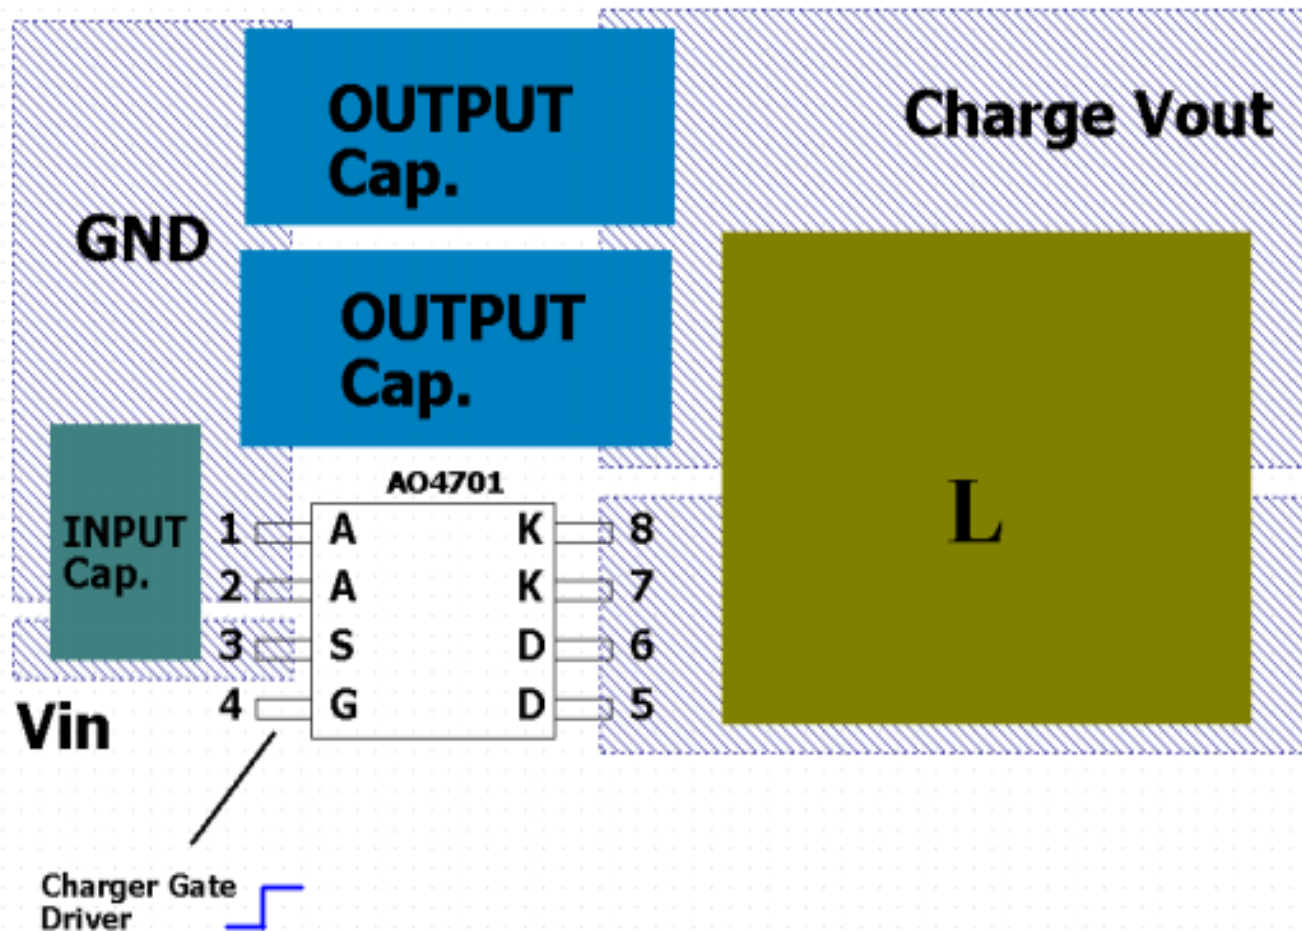 OUTPUT
Cap.
Charge Vout
GND
OUTPUT
Cap.
AO4701
L
INPUT
Cap.
1 A K 8
2 A K 7
3 S D 6
4 G D 5
Vin
Charger Gate
Driver